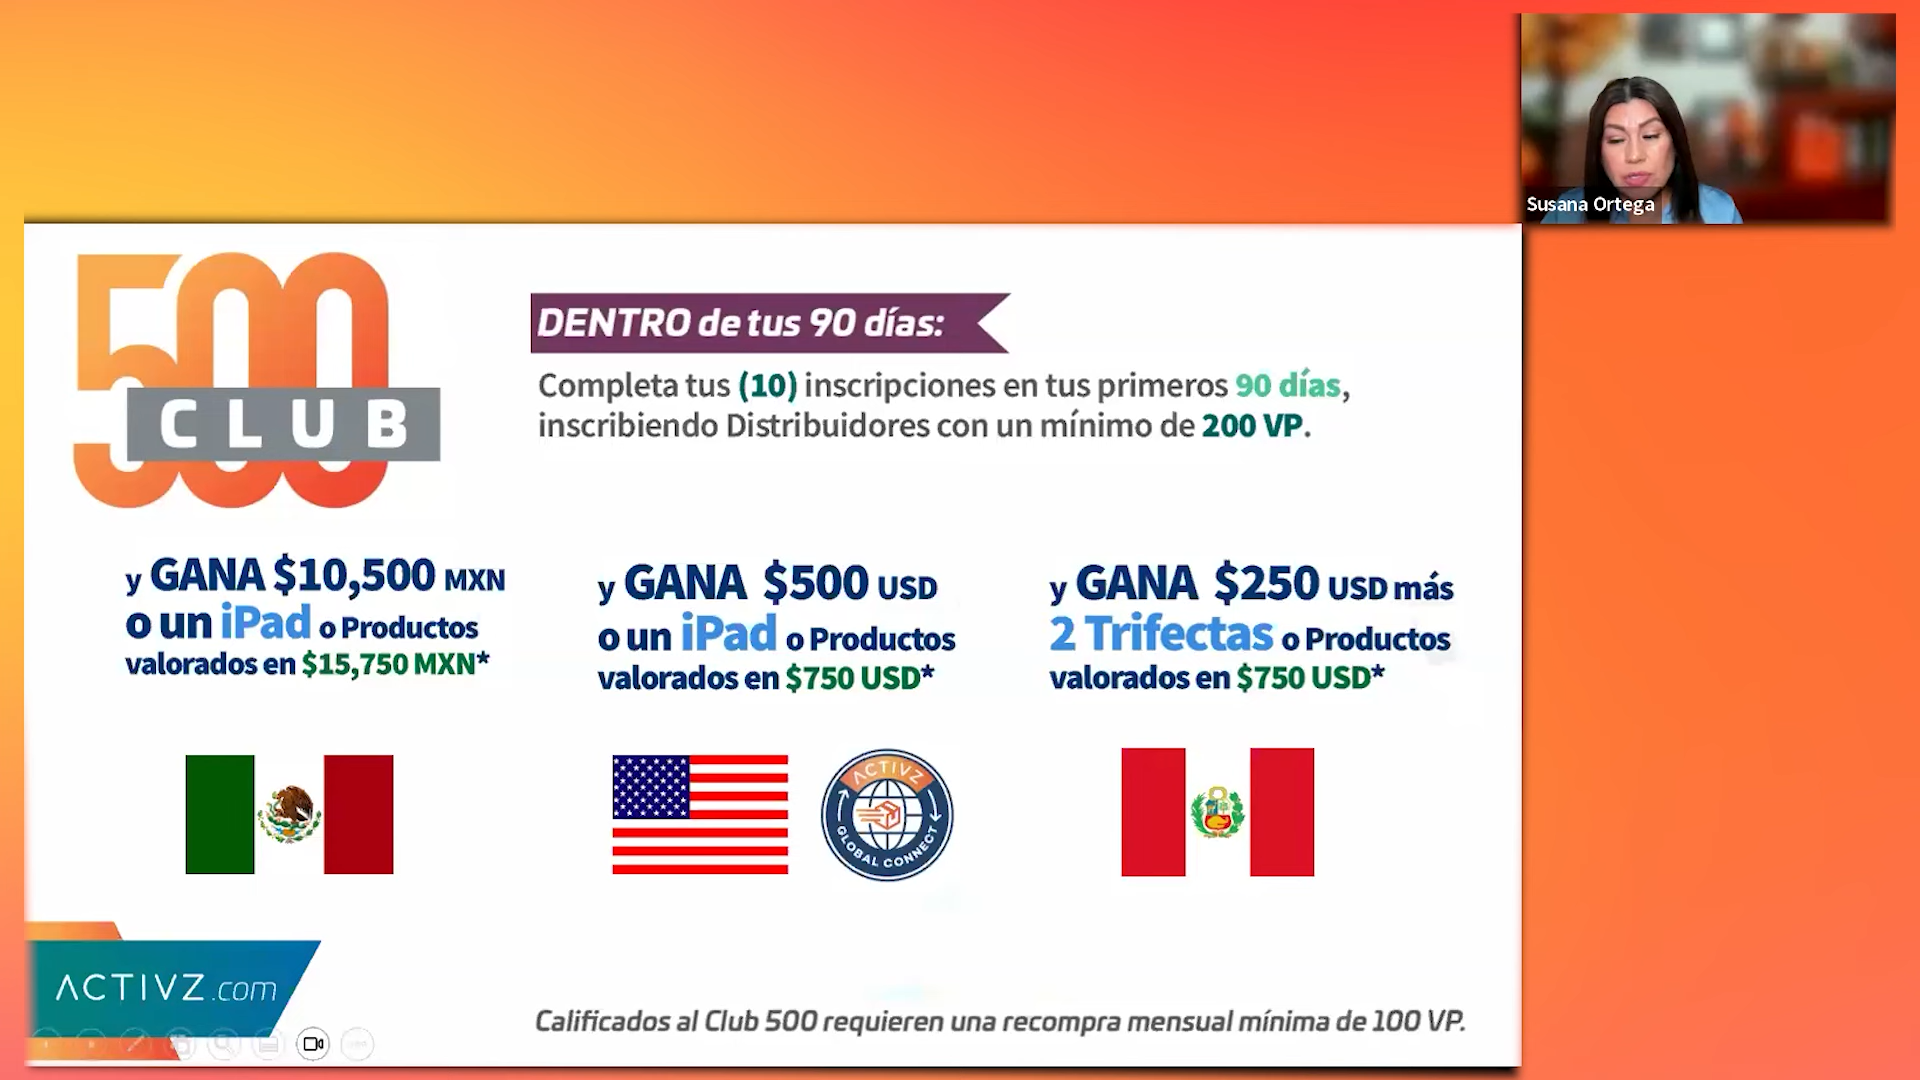 Susana Ortega
500
CLUB
DENTRO de tus 90 días:
Completa tus (10) inscripciones en tus primeros 90 días,
inscribiendo Distribuidores con un mínimo de 200 VP.
y GANA $10,500 MXN
o un iPad o Productos
valorados en $15,750 MXN*
y GANA $500 USD
o un iPad o Productos
valorados en $750 USD*
y GANA $250 USD más
2 Trifectas o Productos
valorados en $750 USD*
ACTIVZ
GLOBAL CONNECT
ACTIVZ.com
Calificados al Club 500 requieren una recompra mensual mínima de 100 VP.